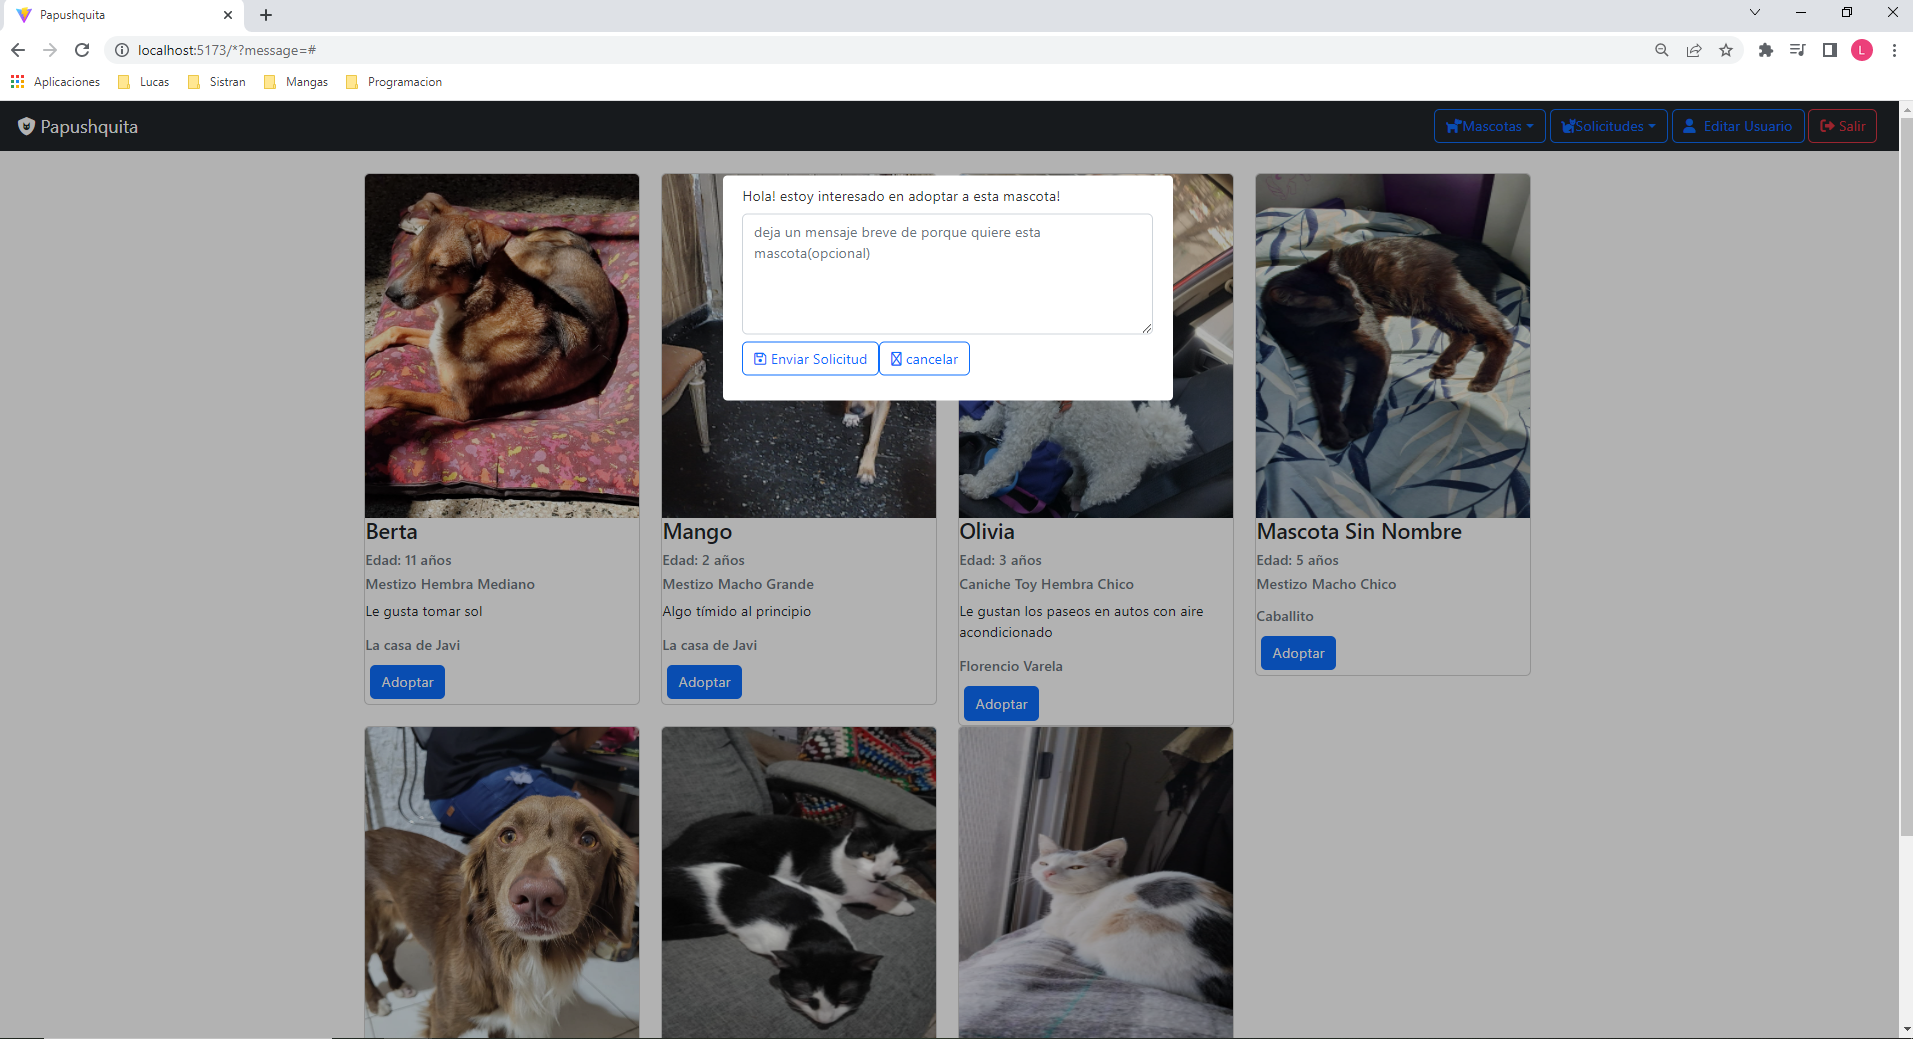 Papushquita
localhost:5173/*?message=#
L
Aplicaciones Lucas Sistran Mangas Programacion
Papushquita
Mascotas Solicitudes Editar Usuario Salir
Hola! estoy interesado en adoptar a esta mascota!
deja un mensaje breve de porque quiere esta
mascota(opcional)
Enviar Solicitud cancelar
Berta
Edad: 11 años
Mestizo Hembra Mediano
Le gusta tomar sol
La casa de Javi
Adoptar
Mango
Edad: 2 años
Mestizo Macho Grande
Algo tímido al principio
La casa de Javi
Adoptar
Olivia
Edad: 3 años
Caniche Toy Hembra Chico
Le gustan los paseos en autos con aire
acondicionado
Florencio Varela
Adoptar
Mascota Sin Nombre
Edad: 5 años
Mestizo Macho Chico
Caballito
Adoptar